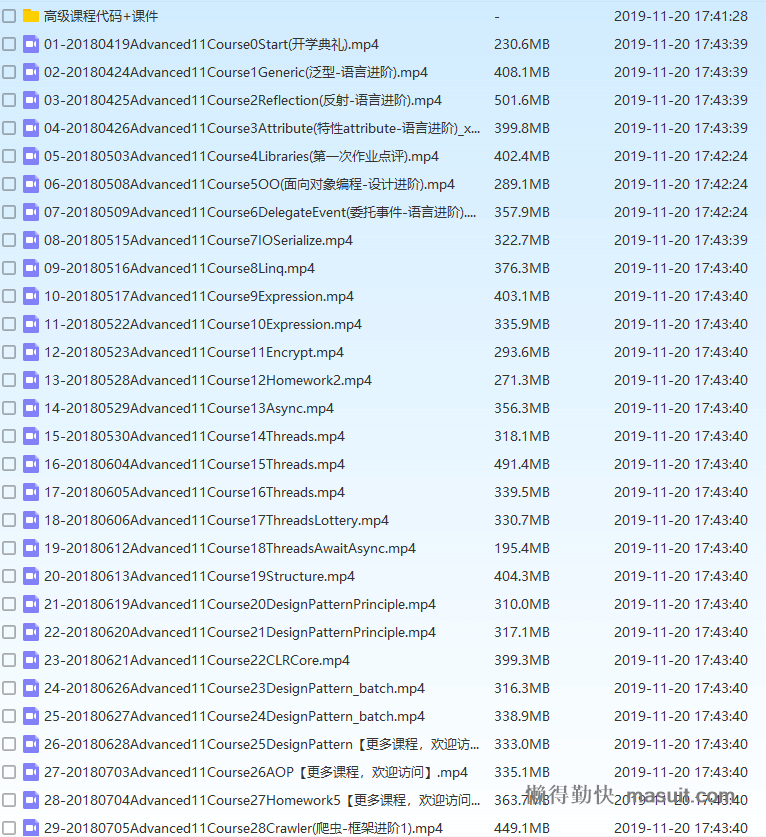 高级课程代码+课件 - 2019-11-20 17:41:28
01-20180419Advanced11Course0Start(开学典礼).mp4 230.6MB 2019-11-20 17:43:39
02-20180424Advanced11Course1Generic(泛型-语言进阶).mp4 408.1MB 2019-11-20 17:43:39
03-20180425Advanced11Course2Reflection(反射-语言进阶).mp4 501.6MB 2019-11-20 17:43:39
04-20180426Advanced11Course3Attribute(特性attribute-语言进阶)_x... 399.8MB 2019-11-20 17:43:39
05-20180503Advanced11Course4Libraries(第一次作业点评).mp4 402.4MB 2019-11-20 17:42:24
06-20180508Advanced11Course5OO(面向对象编程-设计进阶).mp4 289.1MB 2019-11-20 17:42:24
07-20180509Advanced11Course6DelegateEvent(委托事件-语言进阶).... 357.9MB 2019-11-20 17:42:24
08-20180515Advanced11Course7IOSerialize.mp4 322.7MB 2019-11-20 17:43:39
09-20180516Advanced11Course8Linq.mp4 376.3MB 2019-11-20 17:43:40
10-20180517Advanced11Course9Expression.mp4 403.1MB 2019-11-20 17:43:40
11-20180522Advanced11Course10Expression.mp4 335.9MB 2019-11-20 17:43:40
12-20180523Advanced11Course11Encrypt.mp4 293.6MB 2019-11-20 17:43:40
13-20180528Advanced11Course12Homework2.mp4 271.3MB 2019-11-20 17:43:40
14-20180529Advanced11Course13Async.mp4 356.3MB 2019-11-20 17:43:40
15-20180530Advanced11Course14Threads.mp4 318.1MB 2019-11-20 17:43:40
16-20180604Advanced11Course15Threads.mp4 491.4MB 2019-11-20 17:43:40
17-20180605Advanced11Course16Threads.mp4 339.5MB 2019-11-20 17:43:40
18-20180606Advanced11Course17ThreadsLottery.mp4 330.7MB 2019-11-20 17:43:40
19-20180612Advanced11Course18ThreadsAwaitAsync.mp4 195.4MB 2019-11-20 17:43:40
20-20180613Advanced11Course19Structure.mp4 404.3MB 2019-11-20 17:43:40
21-20180619Advanced11Course20DesignPatternPrinciple.mp4 310.0MB 2019-11-20 17:43:40
22-20180620Advanced11Course21DesignPatternPrinciple.mp4 317.1MB 2019-11-20 17:43:40
23-20180621Advanced11Course22CLRCore.mp4 399.3MB 2019-11-20 17:43:40
24-20180626Advanced11Course23DesignPattern_batch.mp4 316.3MB 2019-11-20 17:43:40
25-20180627Advanced11Course24DesignPattern_batch.mp4 338.9MB 2019-11-20 17:43:40
26-20180628Advanced11Course25DesignPattern【更多课程，欢迎访... 333.0MB 2019-11-20 17:43:40
27-20180703Advanced11Course26AOP【更多课程，欢迎访问】.mp4 335.1MB 2019-11-20 17:43:40
28-20180704Advanced11Course27Homework5【更多课程，欢迎访问... 363.7MB 2019-11-20 17:43:40
懒得勤快 masuit.com
29-20180705Advanced11Course28Crawler(爬虫-框架进阶1).mp4 449.1MB 2019-11-20 17:43:40